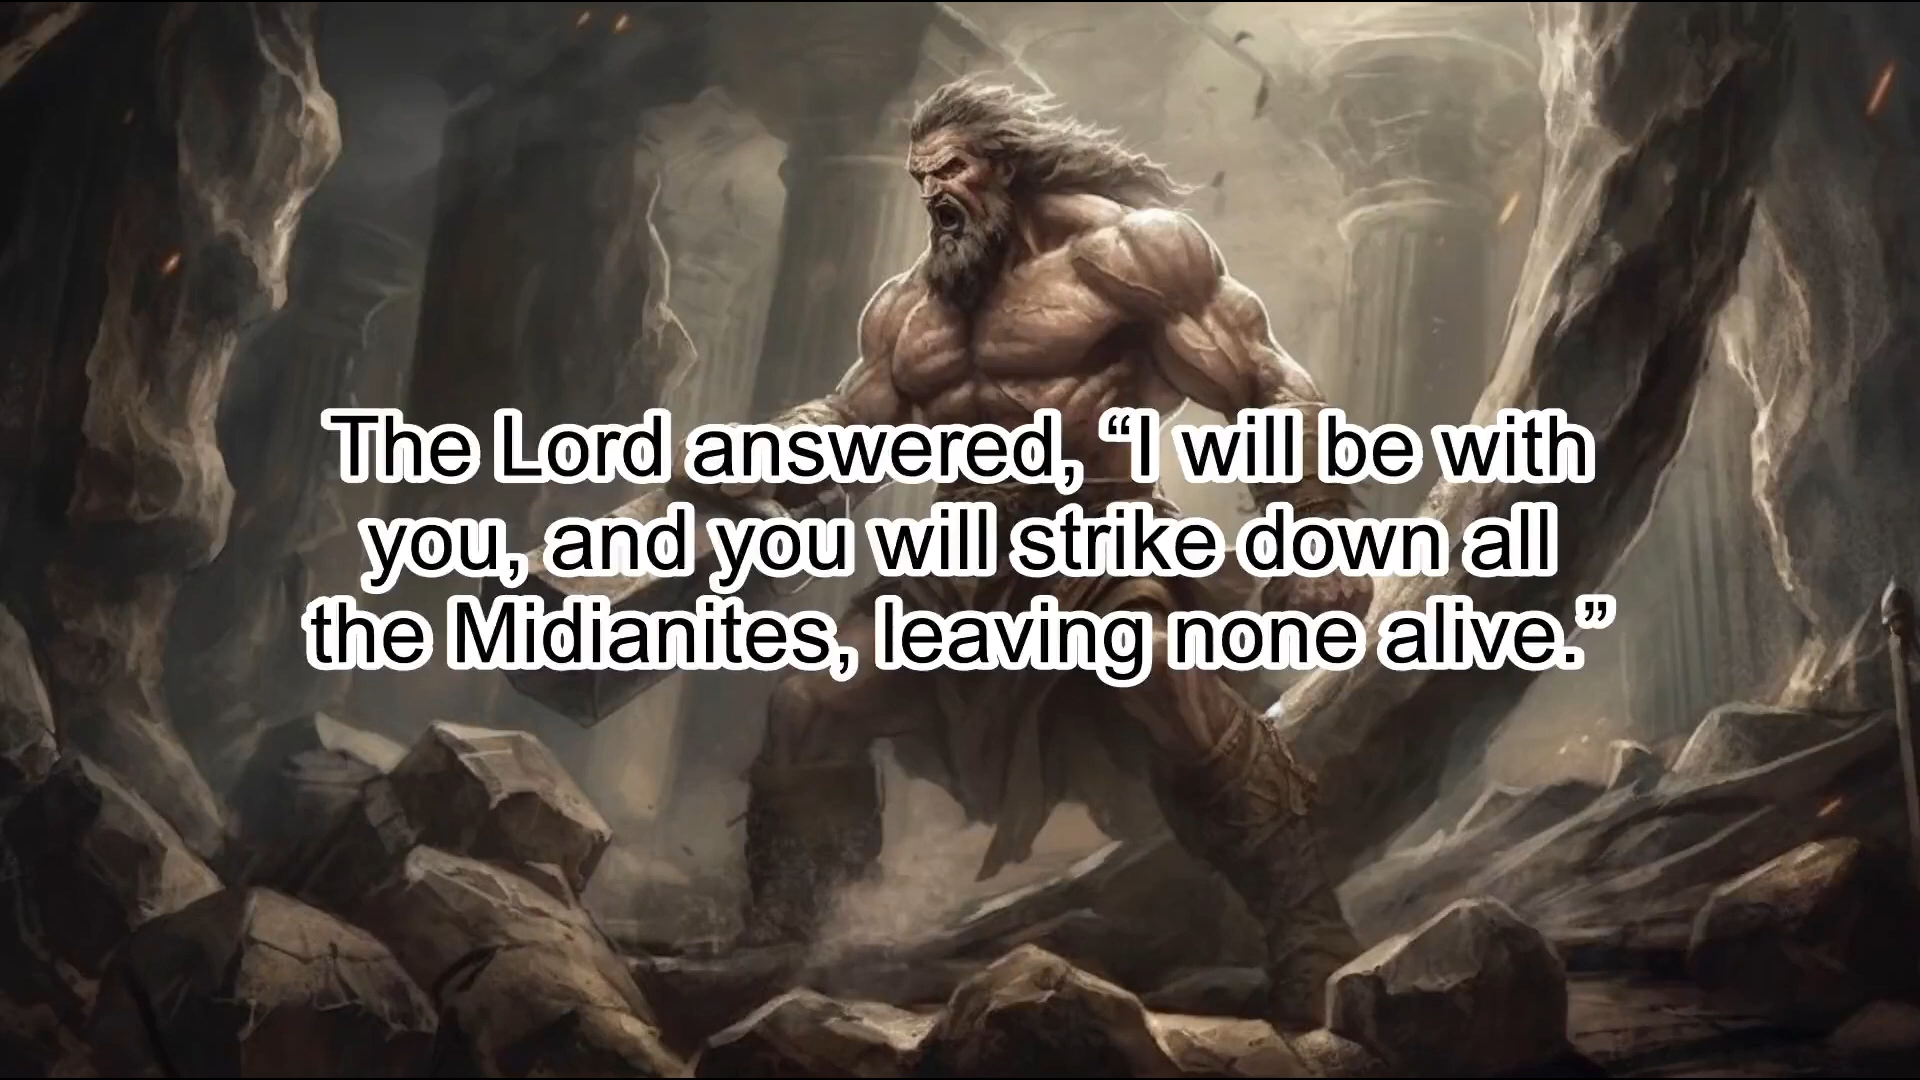 The Lord answered, “I will be with
you, and you will strike down all
the Midianites, leaving none alive.”